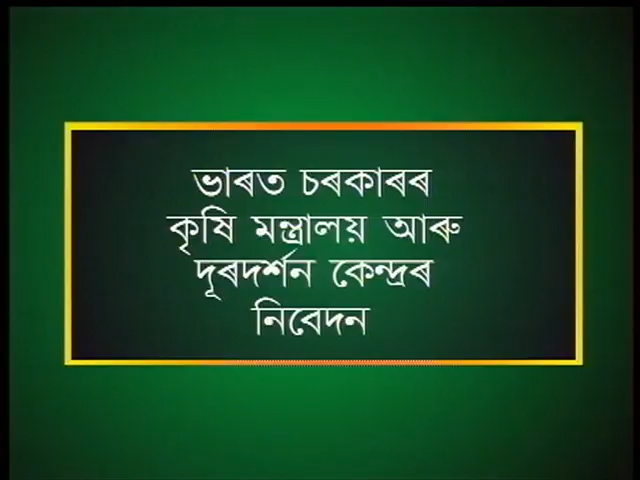 ভাৰত চৰকাৰৰ
কৃষি মন্ত্ৰালয় আৰু
দূৰদৰ্শন কেন্দ্ৰৰ
নিবেদন